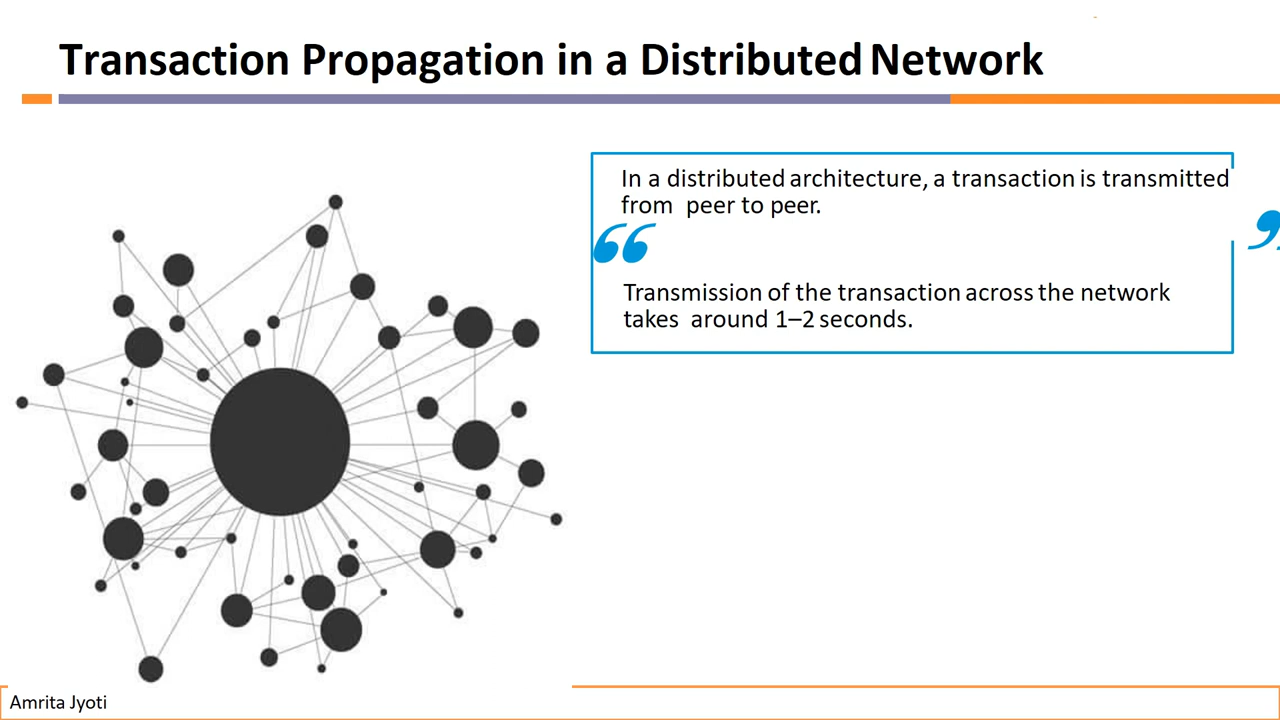 Transaction Propagation in a Distributed Network
In a distributed architecture, a transaction is transmitted
from peer to peer.
“
”
Transmission of the transaction across the network
takes around 1–2 seconds.
Amrita Jyoti